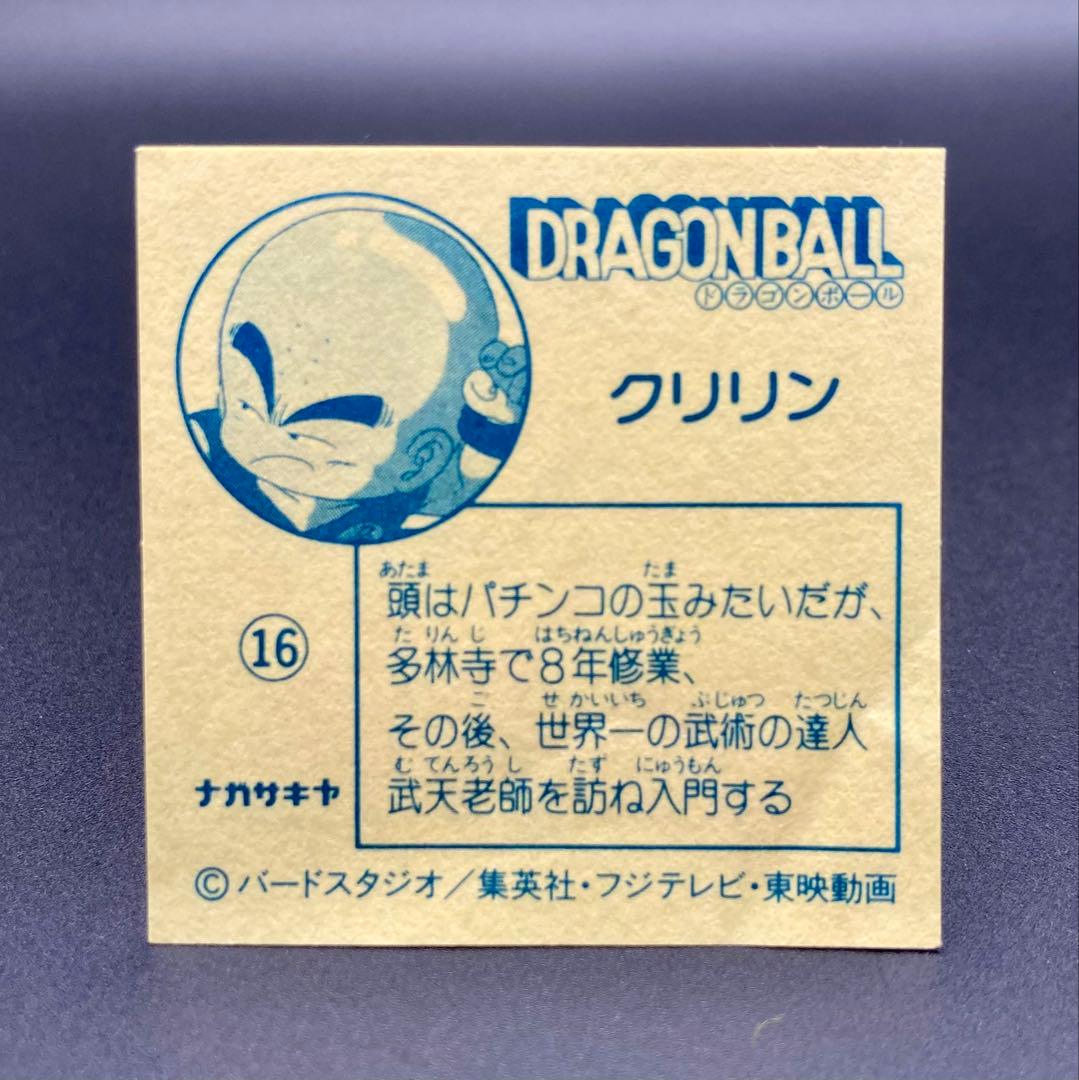 DRAGONBALL
ドラゴンボール
クリリン
あたま たま
頭はパチンコの玉みたいだが、
たりんじ はちねんしゅうぎょう
多林寺で8年修業、
ご せかいいち ぶじゅつ たつじん
その後、世界一の武術の達人
むてんろうし たず にゅうもん
武天老師を訪ね入門する
16
ナガサキヤ
©バードスタジオ/集英社・フジテレビ・東映動画